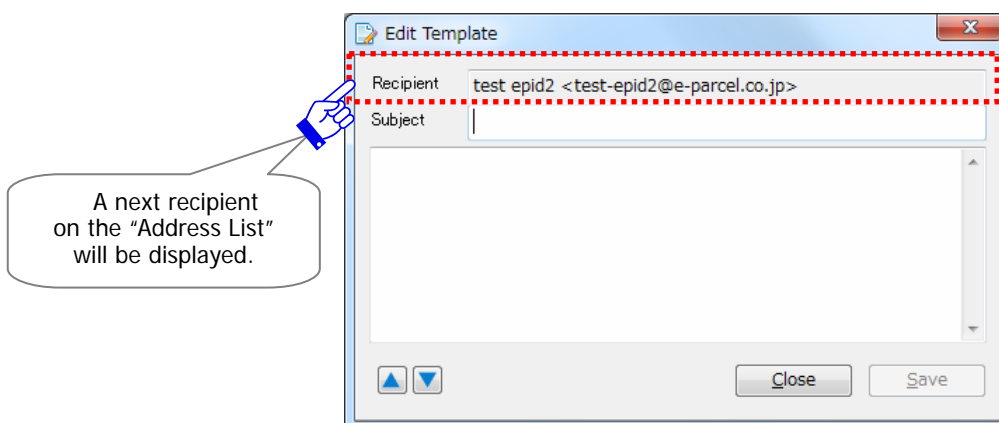 Edit Template
Recipient test epid2 <test-epid2@e-parcel.co.jp>
Subject
A next recipient
on the “Address List”
will be displayed.
Close Save